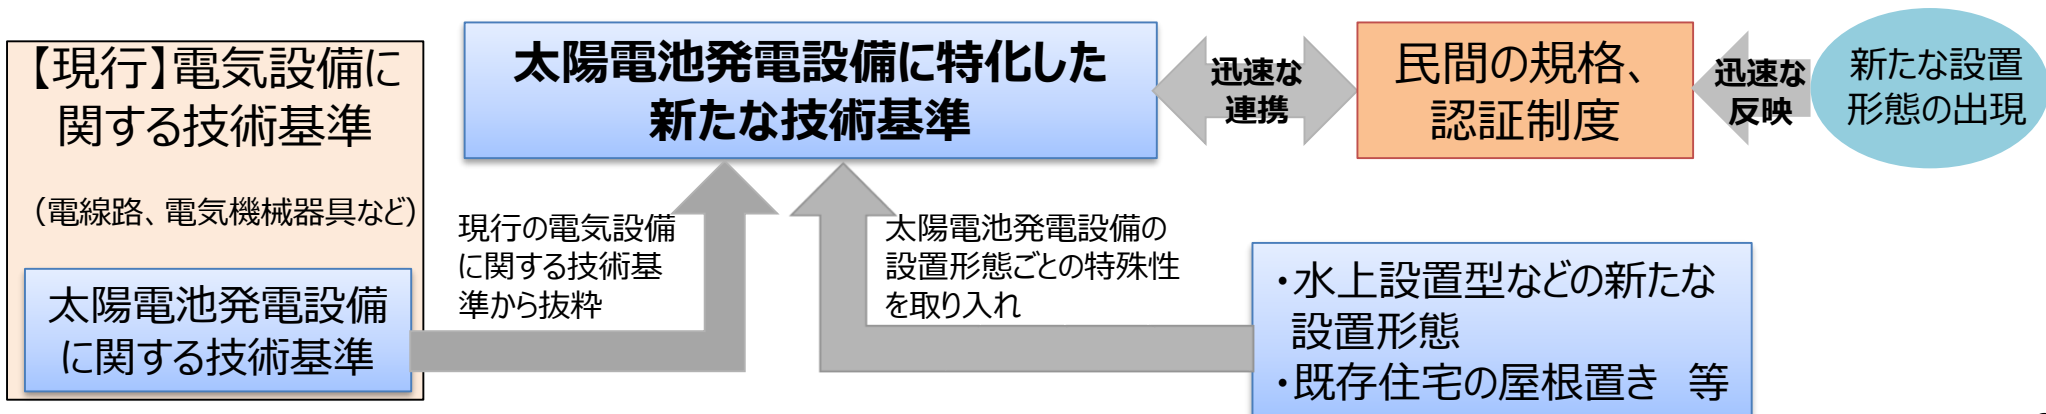 【現行】電気設備に
関する技術基準
（電線路、電気機械器具など）
太陽電池発電設備
に関する技術基準
太陽電池発電設備に特化した
新たな技術基準
現行の電気設備
に関する技術基
準から抜粋
太陽電池発電設備の
設置形態ごとの特殊性
を取り入れ
迅速な
連携
民間の規格、
認証制度
迅速な
反映
新たな設置
形態の出現
・水上設置型などの新たな
設置形態
・既存住宅の屋根置き　等